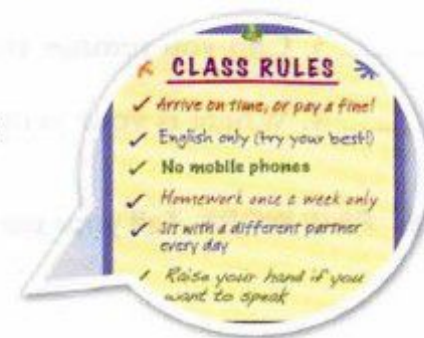 CLASS RULES
Arrive on time, or pay a fine!
English only (try your best!)
No mobile phones
Homework once a week only
Sit with a different partner
every day
Raise your hand if you
want to speak